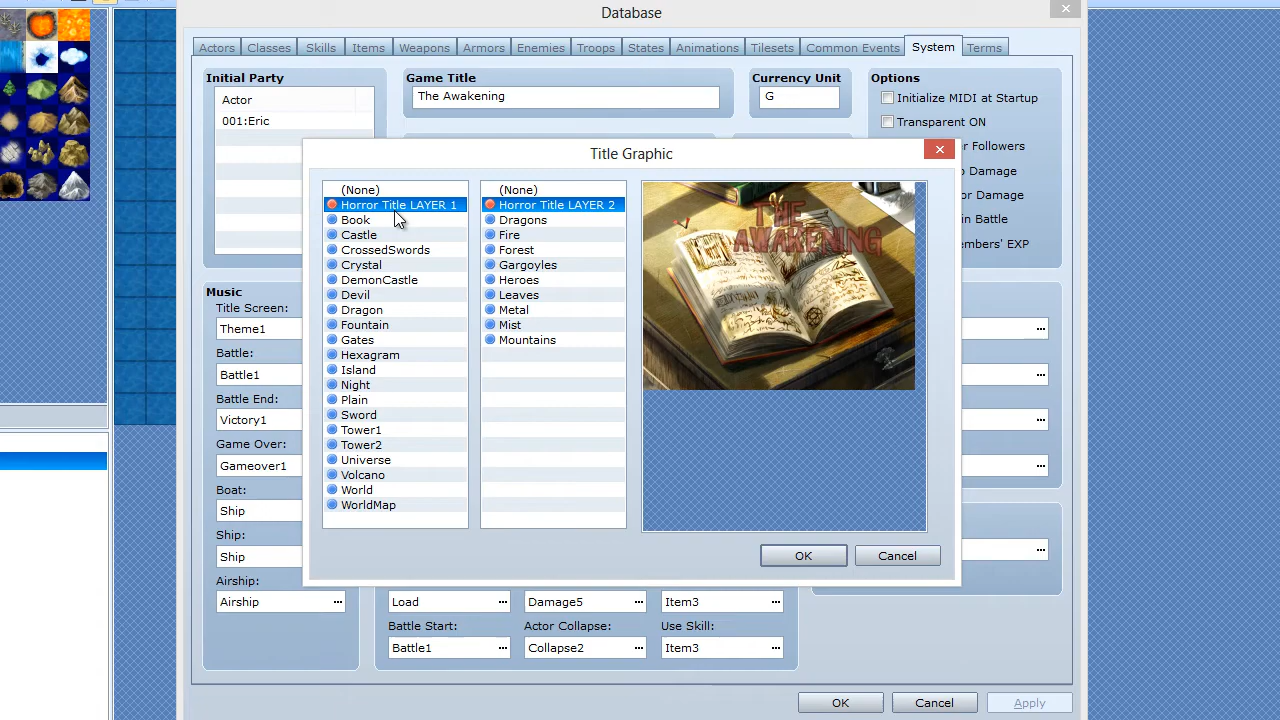 Database
Actors
Classes
Skills
Items
Weapons
Armors
Enemies
Troops
States
Animations
Tilesets
Common Events
System
Terms
Initial Party
Actor
001:Eric
Game Title
The Awakening
Currency Unit
G
Options
Initialize MIDI at Startup
Transparent ON
Followers
Damage
Damage
in Battle
EXP
Title Graphic
(None)
Horror Title LAYER 1
Book
Castle
CrossedSwords
Crystal
DemonCastle
Devil
Dragon
Fountain
Gates
Hexagram
Island
Night
Plain
Sword
Tower1
Tower2
Universe
Volcano
World
WorldMap
(None)
Horror Title LAYER 2
Dragons
Fire
Forest
Gargoyles
Heroes
Leaves
Metal
Mist
Mountains
THE
AWAKENING
OK
Cancel
Music
Title Screen:
Theme1
Battle:
Battle1
Battle End:
Victory1
Game Over:
Gameover1
Boat:
Ship
Ship:
Ship
Airship:
Airship
Load
Damage5
Item3
Battle Start:
Actor Collapse:
Use Skill:
Battle1
Collapse2
Item3
OK
Cancel
Apply